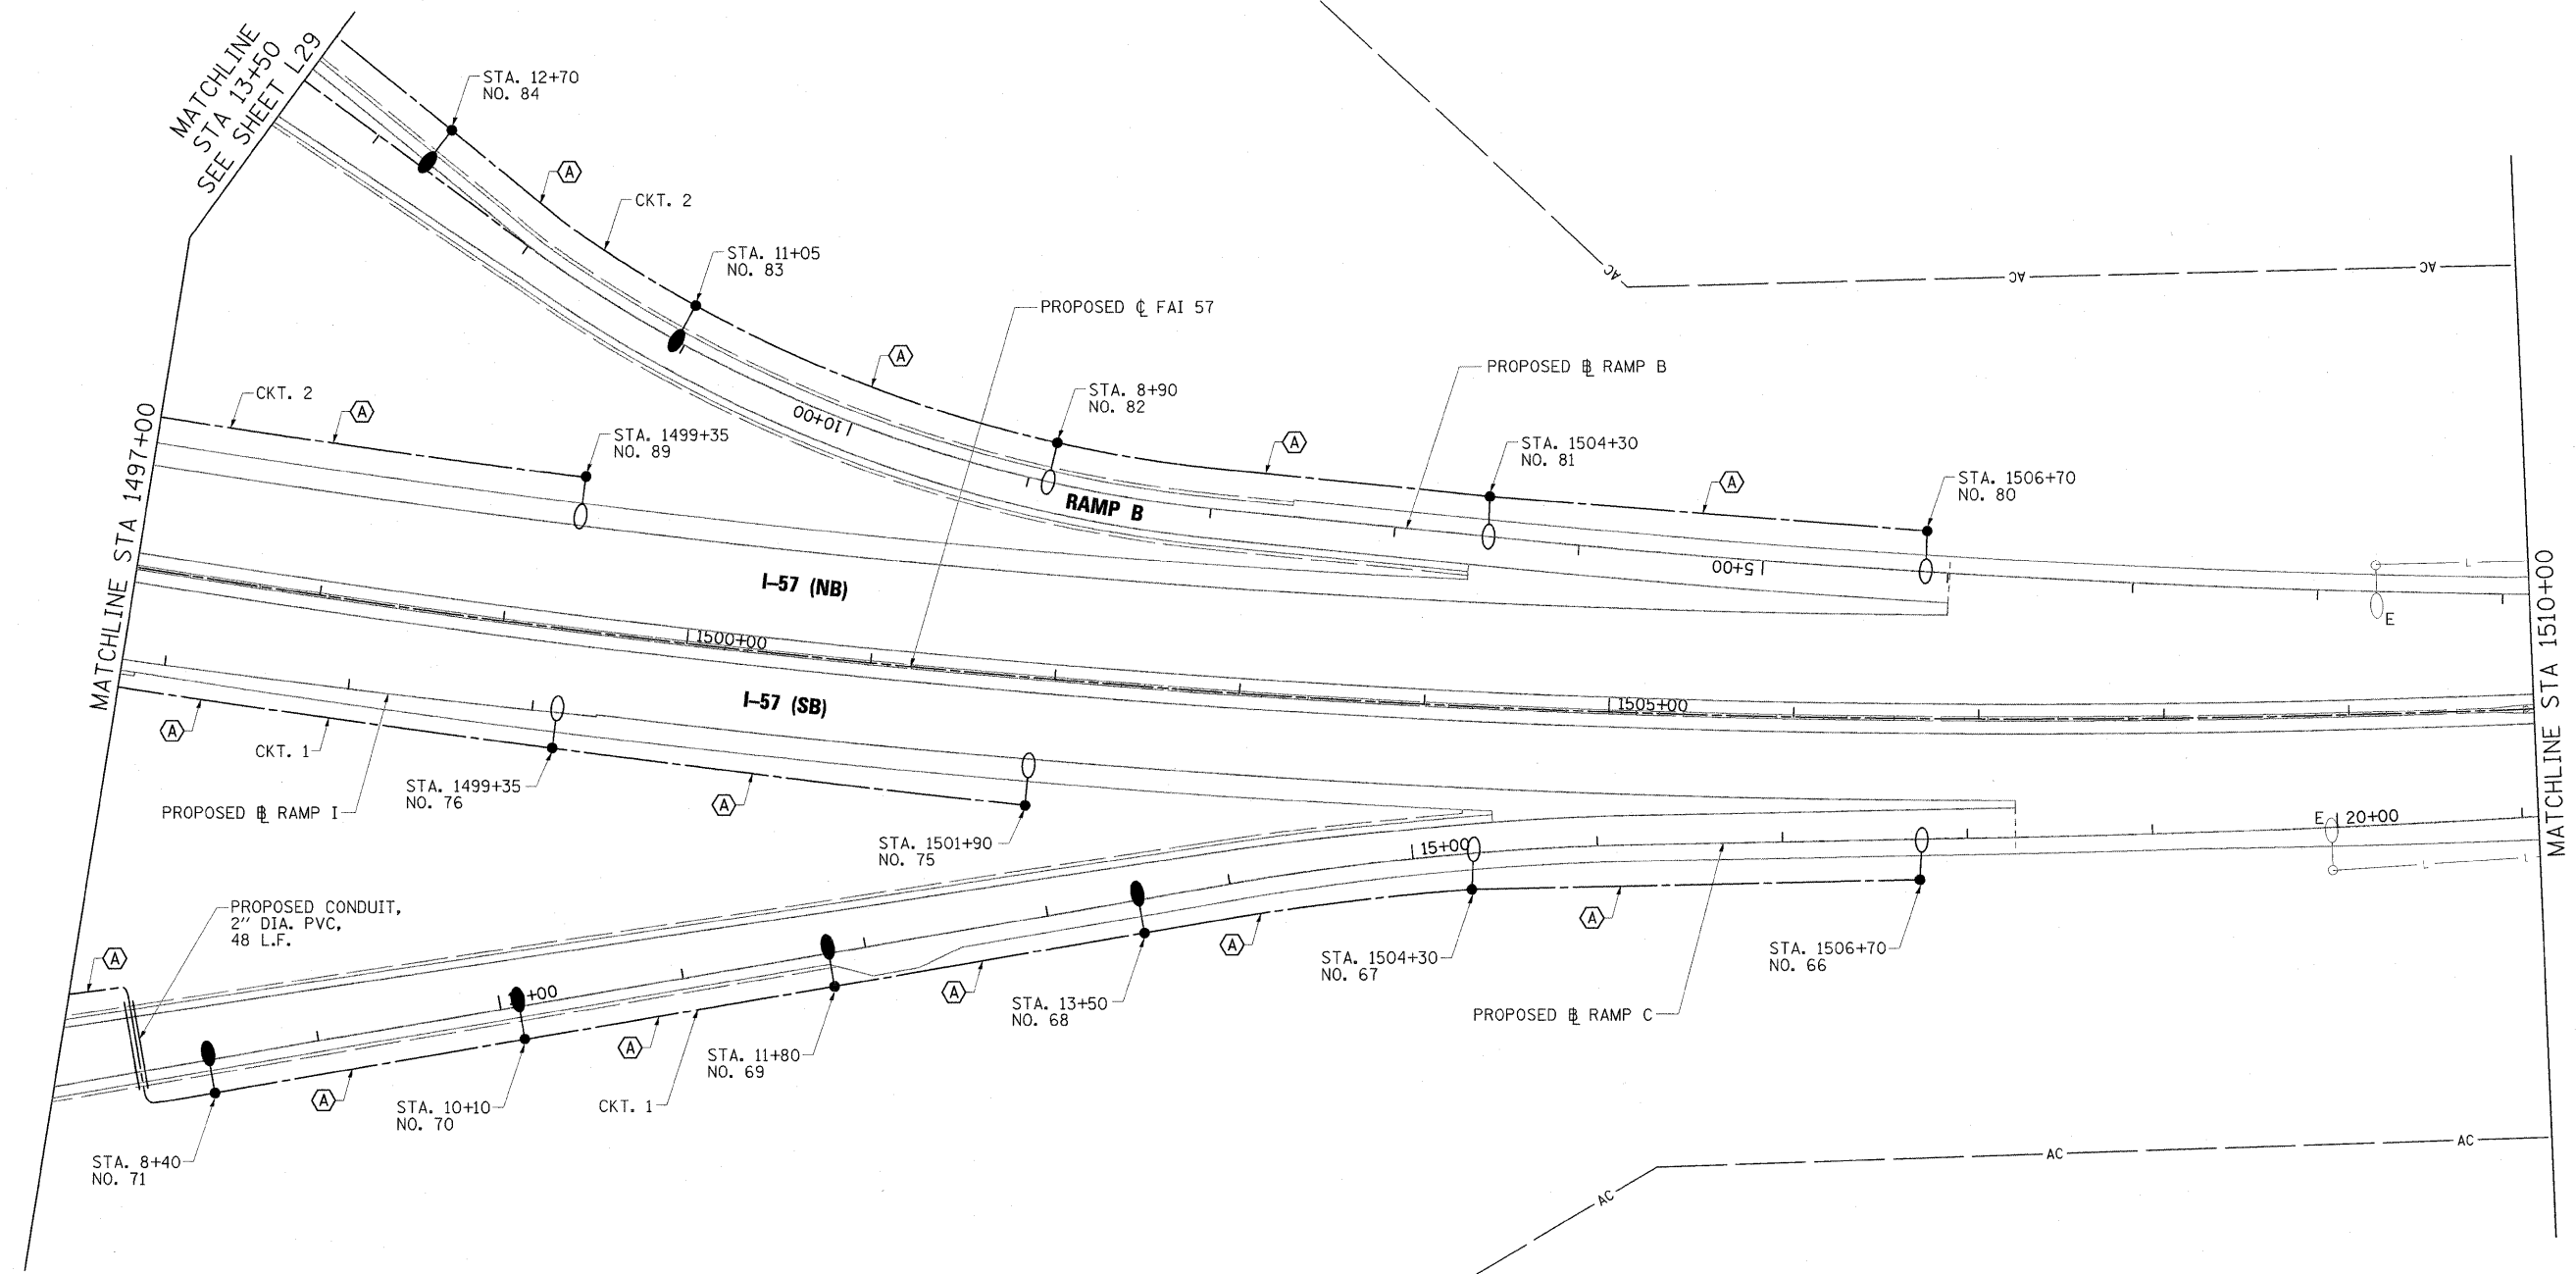 MATCHLINE
STA 13+50
SEE SHEET L29
STA. 12+70
NO. 84
A
CKT. 2
STA. 11+05
NO. 83
PROPOSED ℄ FAI 57
A
PROPOSED BL RAMP B
AC
AC
AC
CKT. 2
A
STA. 1499+35
NO. 89
10+00
STA. 8+90
NO. 82
A
STA. 1504+30
NO. 81
A
STA. 1506+70
NO. 80
RAMP B
5+00
L
E
MATCHLINE STA 1497+00
I-57 (NB)
1500+00
MATCHLINE STA 1510+00
I-57 (SB)
1505+00
A
CKT. 1
PROPOSED BL RAMP I
STA. 1499+35
NO. 76
A
STA. 1501+90
NO. 75
15+00
E
20+00
L
L
PROPOSED CONDUIT,
2" DIA. PVC,
48 L.F.
A
A
A
STA. 1504+30
NO. 67
STA. 1506+70
NO. 66
PROPOSED BL RAMP C
+00
A
STA. 13+50
NO. 68
A
STA. 11+80
NO. 69
CKT. 1
A
STA. 10+10
NO. 70
STA. 8+40
NO. 71
AC
AC
AC